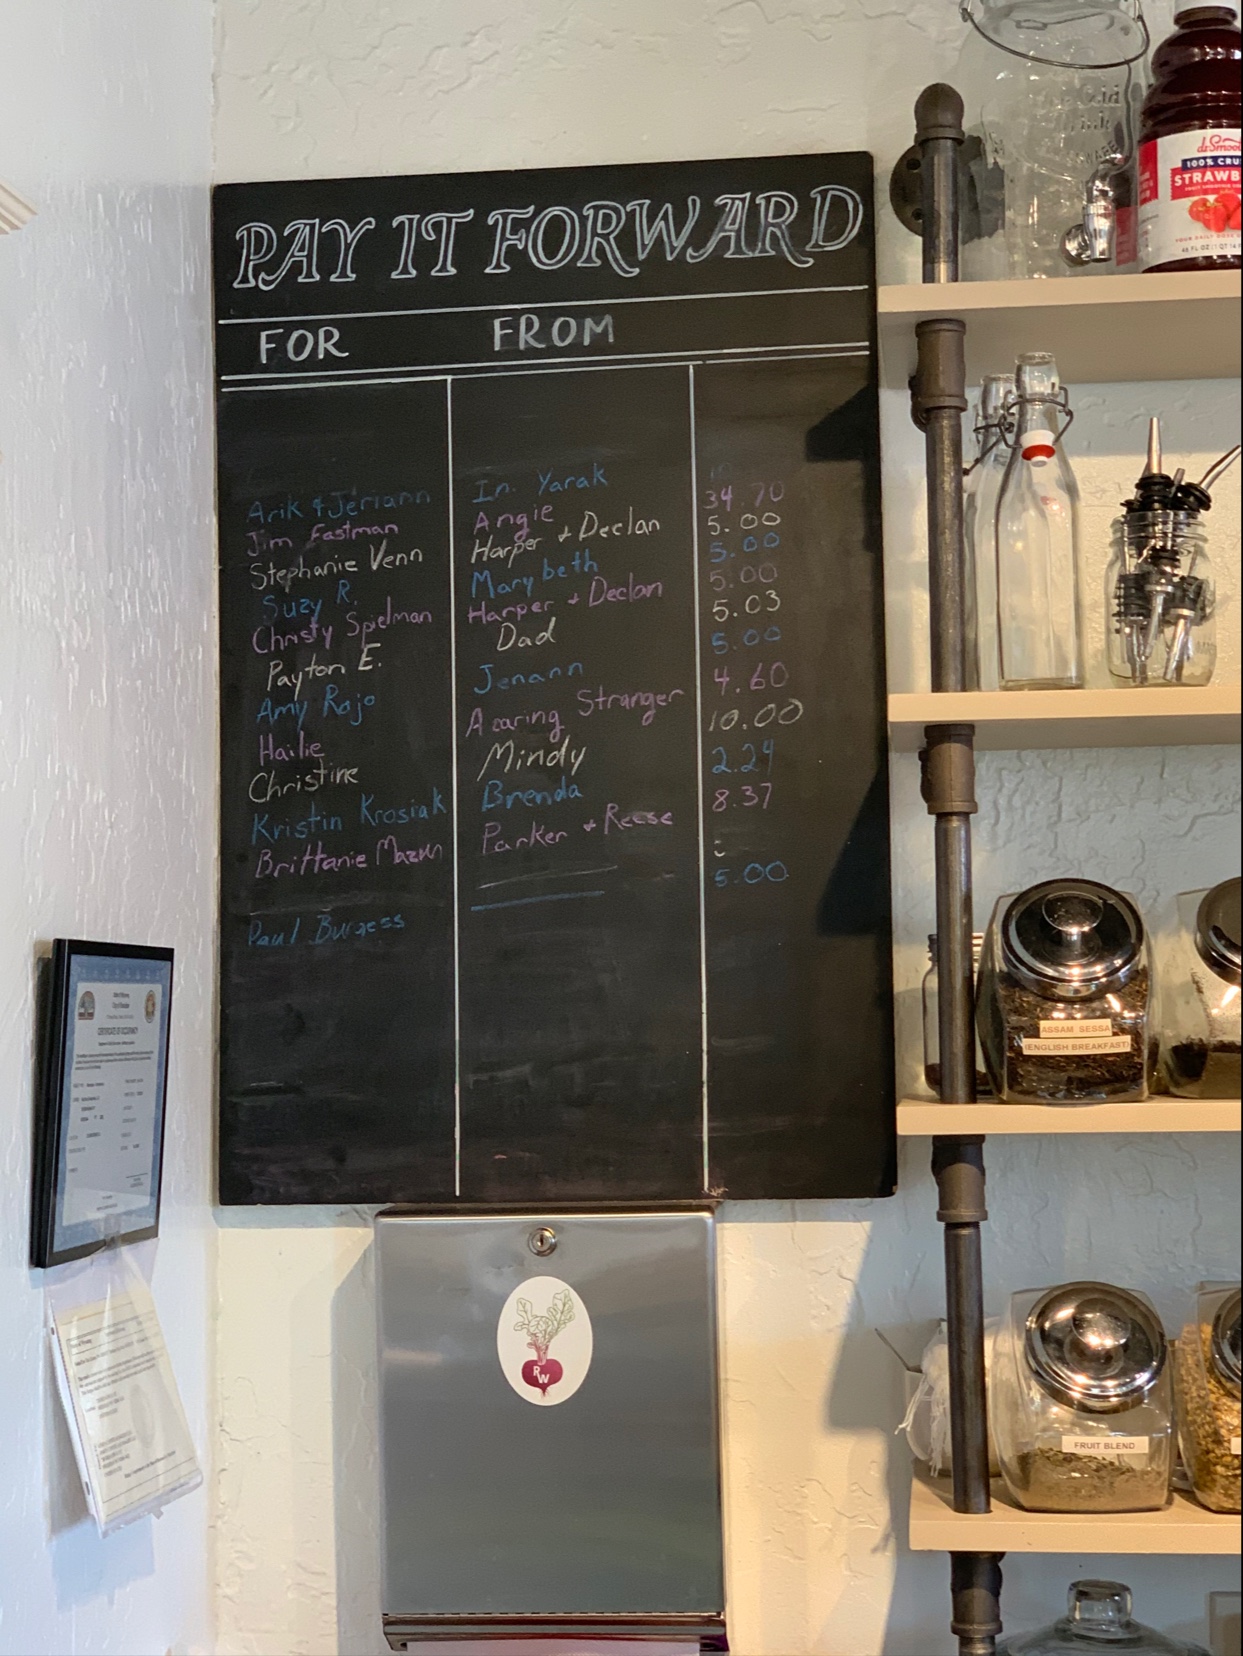 PAY IT FORWARD
FOR FROM
Arik & Jeriann In. Yarak
Jim Eastman Angie 34.70
Stephanie Venn Harper + Declan 5.00
Suzy R. Marybeth 5.00
Christy Spielman Harper + Declan 5.00
Payton E. Dad 5.03
Amy Rojo Jenann 5.00
Hailie A caring Stranger 4.60
Christine Mindy 10.00
Kristin Krosiak Brenda 2.24
Brittanie Parker + Reese 8.37
Paul Burgess 5.00
RW
100% CRU
STRAWB
ASSAM SESSA
(ENGLISH BREAKFAST)
FRUIT BLEND